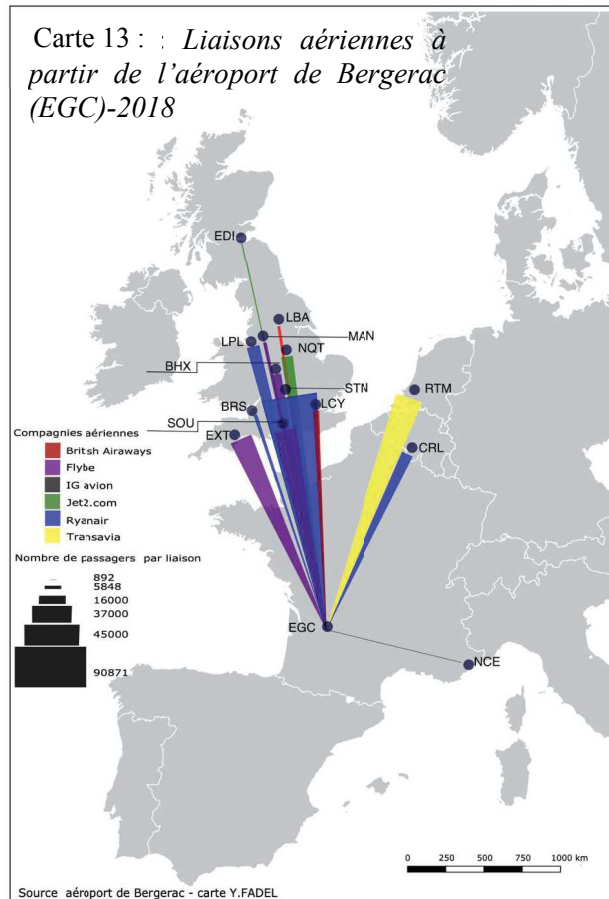 Carte 13 : : Liaisons aériennes à
partir de l’aéroport de Bergerac
(EGC)-2018
EDI
LBA
MAN
LPL
NQT
BHX
STN
RTM
BRS
LCY
SOU
EXT
CRL
Compagnies aériennes
Britsh Airaways
Flybe
IG avion
Jet2.com
Ryanair
Transavia
Nombre de passagers par liaison
892
5848
16000
37000
45000
90871
EGC
NCE
0 250 500 750 1000 km
Source aéroport de Bergerac - carte Y.FADEL